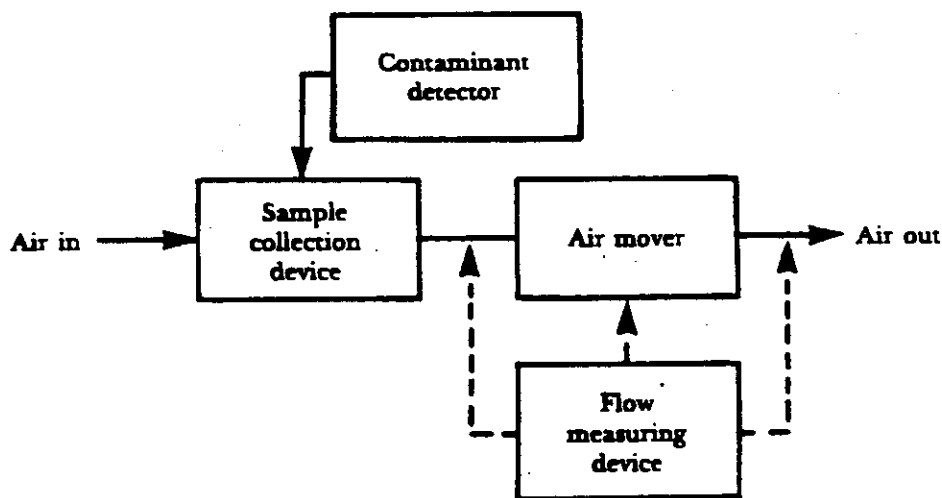 Contaminant
detector
Air in
Sample
collection
device
Air mover
Air out
Flow
measuring
device